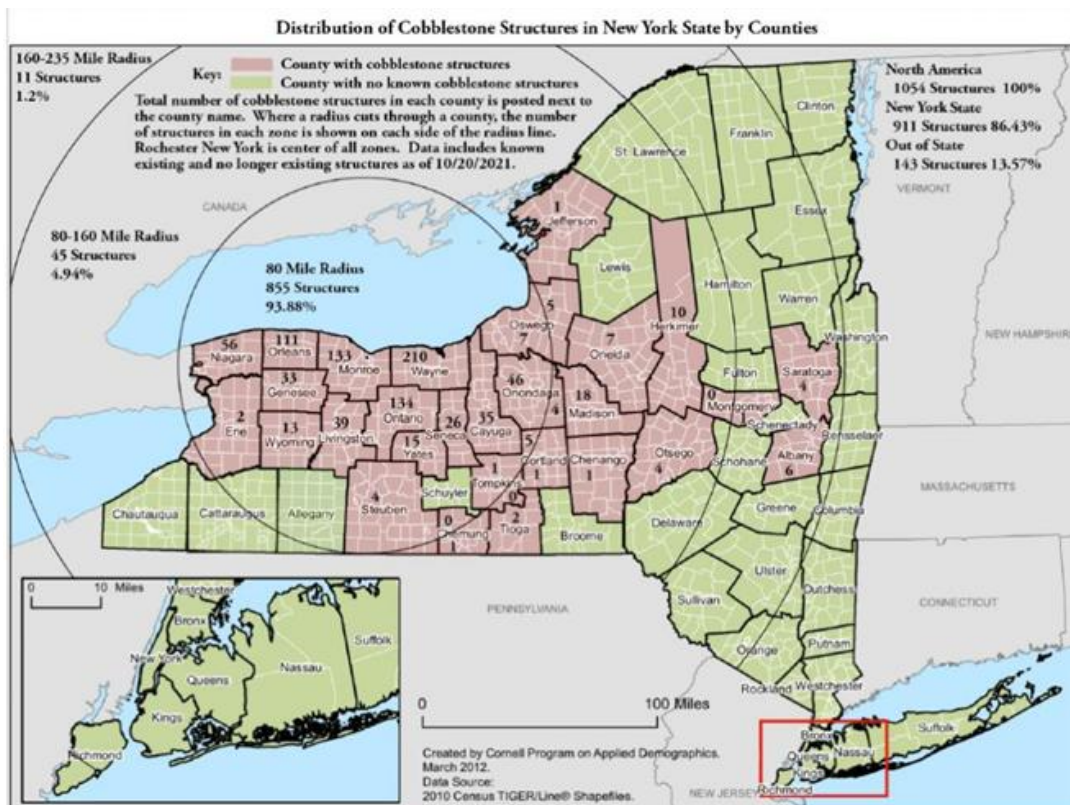 Distribution of Cobblestone Structures in New York State by Counties
160-235 Mile Radius
11 Structures
1.2%
Key:
County with cobblestone structures
County with no known cobblestone structures
Total number of cobblestone structures in each county is posted next to
the county name. Where a radius cuts through a county, the number
of structures in each zone is shown on each side of the radius line.
Rochester New York is center of all zones. Data includes known
existing and no longer existing structures as of 10/20/2021.
North America
1054 Structures 100%
New York State
911 Structures 86.43%
Out of State
143 Structures 13.57%
Clinton
Franklin
St. Lawrence
VERMONT
CANADA
Essex
1
Jefferson
80-160 Mile Radius
45 Structures
4.94%
80 Mile Radius
855 Structures
93.88%
Lewis
Hamilton
Warren
Washington
NEW HAMPSHIRE
5
Oswego
7
7
Oneida
10
Herkimer
Fulton
Saratoga
4
56
Niagara
111
Orleans
133
Monroe
210
Wayne
33
Genesee
46
Onondaga
4
18
Madison
0
Montgomery
Schenectady
134
Ontario
26
Seneca
35
Cayuga
2
Erie
13
Wyoming
39
Livingston
15
Yates
5
Cortland
1
Chenango
1
Otsego
4
Schoharie
Albany
6
Rensselaer
1
Tompkins
0
MASSACHUSETTS
Chautauqua
Cattaraugus
Allegany
4
Steuben
Schuyler
0
Chemung
1
2
Tioga
Broome
Delaware
Greene
Columbia
Ulster
Dutchess
Sullivan
PENNSYLVANIA
CONNECTICUT
Putnam
Orange
Rockland
Westchester
0 10 Miles
Westchester
Bronx
New York
Queens
Nassau
Suffolk
Kings
Richmond
0 100 Miles
Created by Cornell Program on Applied Demographics.
March 2012.
Data Source:
2010 Census TIGER/Line® Shapefiles.
Suffolk
Bronx
Queens
Nassau
Kings
Richmond
NEW JERSEY